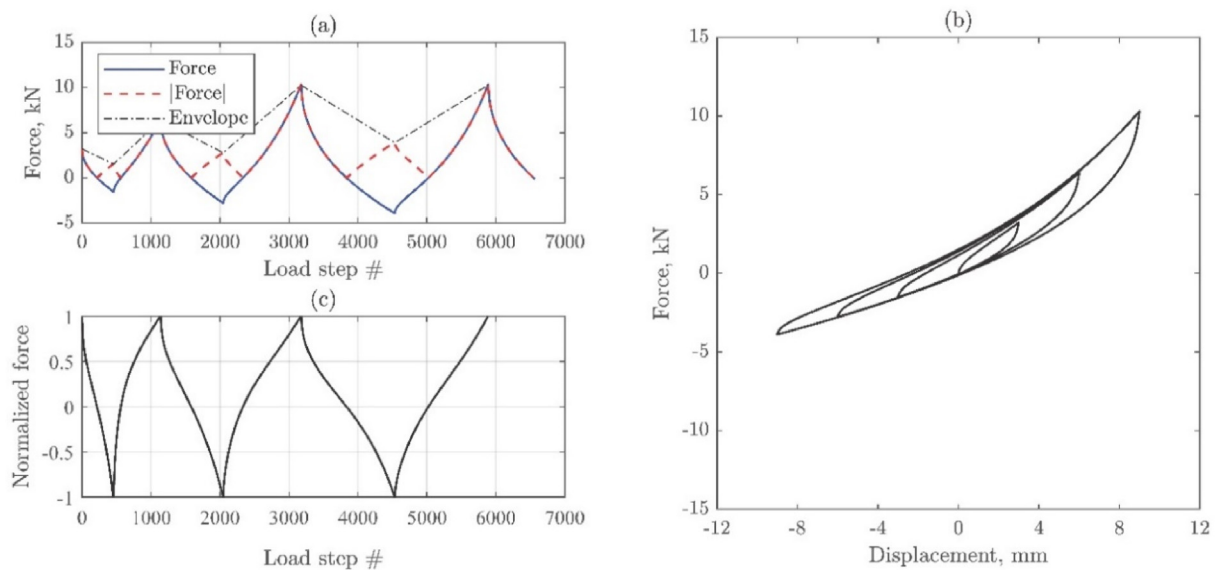 (a)
Force, kN
15
10
5
0
-5
Force
|Force|
Envelope
0 1000 2000 3000 4000 5000 6000 7000
Load step #
(c)
Normalized force
1
0.5
0
-0.5
-1
0 1000 2000 3000 4000 5000 6000 7000
Load step #
(b)
Force, kN
15
10
5
0
-5
-10
-15
-12 -8 -4 0 4 8 12
Displacement, mm